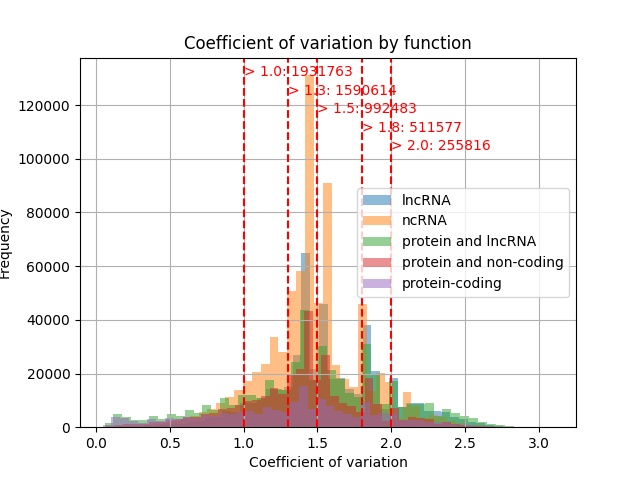 Coefficient of variation by function
> 1.0: 1931763
> 1.3: 1590614
> 1.5: 992483
> 1.8: 511577
> 2.0: 255816
lncRNA
ncRNA
protein and lncRNA
protein and non-coding
protein-coding
Frequency
120000
100000
80000
60000
40000
20000
0
0.0 0.5 1.0 1.5 2.0 2.5 3.0
Coefficient of variation